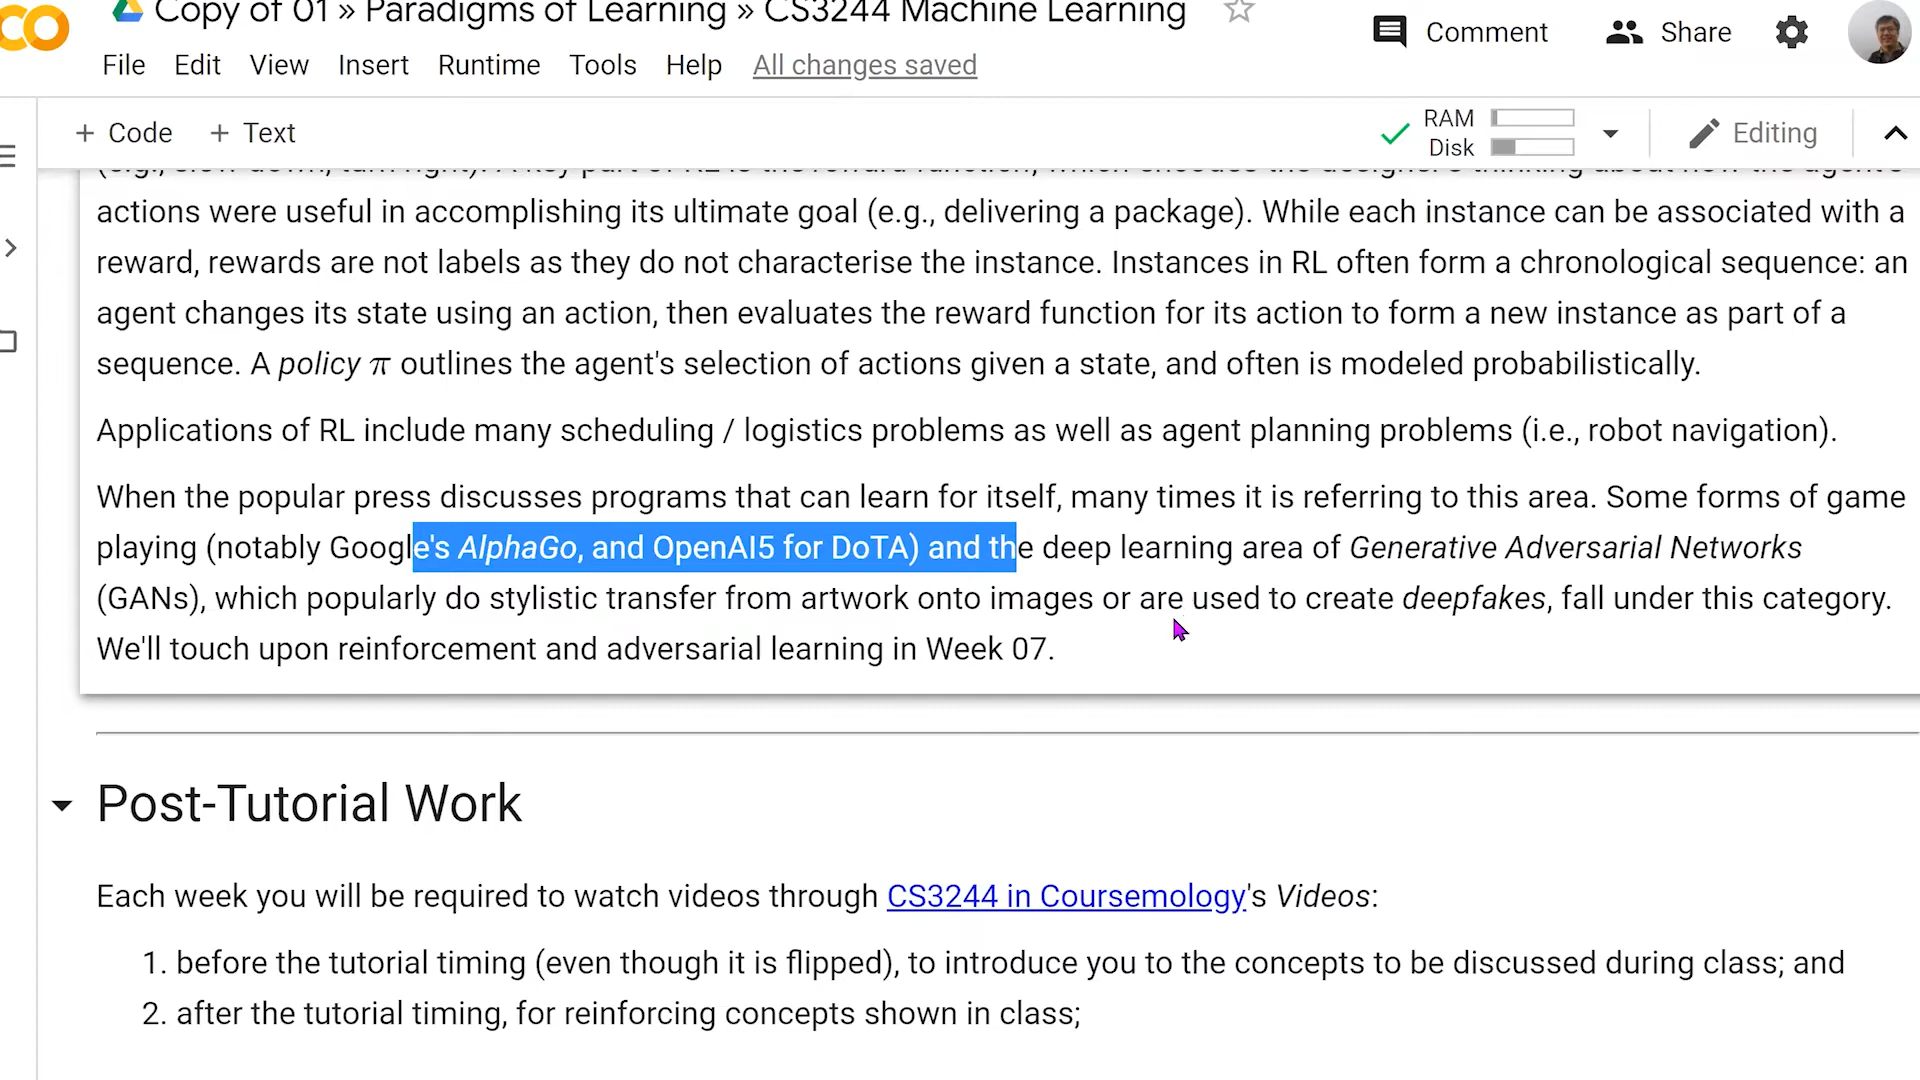 Copy of 01 » Paradigms of Learning » CS3244 Machine Learning
Comment
Share
File Edit View Insert Runtime Tools Help All changes saved
+ Code + Text
RAM
Disk
Editing
actions were useful in accomplishing its ultimate goal (e.g., delivering a package). While each instance can be associated with a
reward, rewards are not labels as they do not characterise the instance. Instances in RL often form a chronological sequence: an
agent changes its state using an action, then evaluates the reward function for its action to form a new instance as part of a
sequence. A policy π outlines the agent's selection of actions given a state, and often is modeled probabilistically.
Applications of RL include many scheduling / logistics problems as well as agent planning problems (i.e., robot navigation).
When the popular press discusses programs that can learn for itself, many times it is referring to this area. Some forms of game
playing (notably Google's AlphaGo, and OpenAI5 for DoTA) and the deep learning area of Generative Adversarial Networks
(GANs), which popularly do stylistic transfer from artwork onto images or are used to create deepfakes, fall under this category.
We'll touch upon reinforcement and adversarial learning in Week 07.
Post-Tutorial Work
Each week you will be required to watch videos through CS3244 in Coursemology's Videos:
1. before the tutorial timing (even though it is flipped), to introduce you to the concepts to be discussed during class; and
2. after the tutorial timing, for reinforcing concepts shown in class;